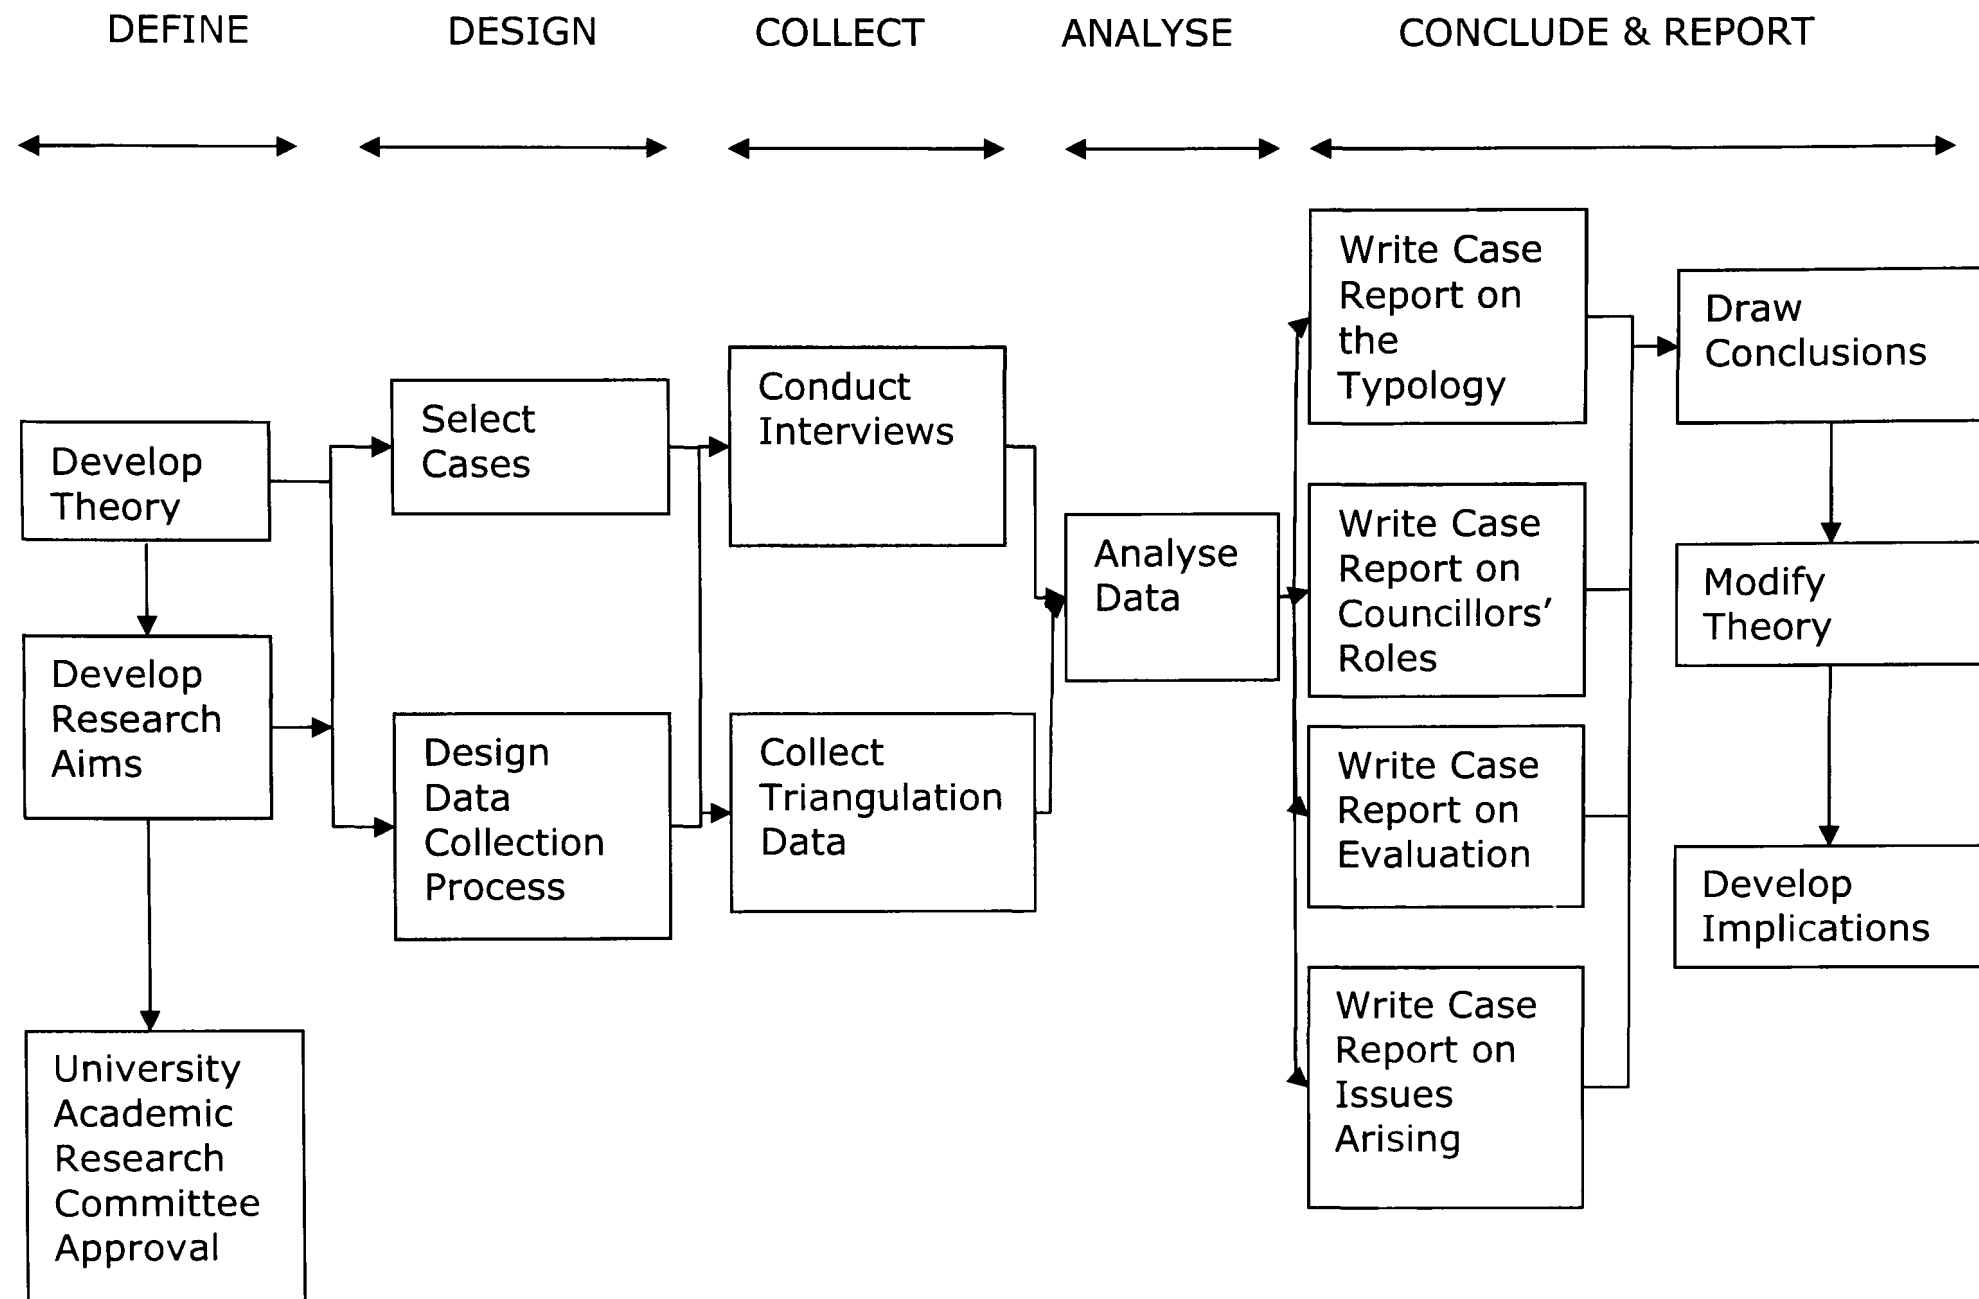 DEFINE
DESIGN
COLLECT
ANALYSE
CONCLUDE & REPORT
Develop
Theory
Develop
Research
Aims
University
Academic
Research
Committee
Approval
Select
Cases
Design
Data
Collection
Process
Conduct
Interviews
Collect
Triangulation
Data
Analyse
Data
Write Case
Report on
the
Typology
Write Case
Report on
Councillors’
Roles
Write Case
Report on
Evaluation
Write Case
Report on
Issues
Arising
Draw
Conclusions
Modify
Theory
Develop
Implications